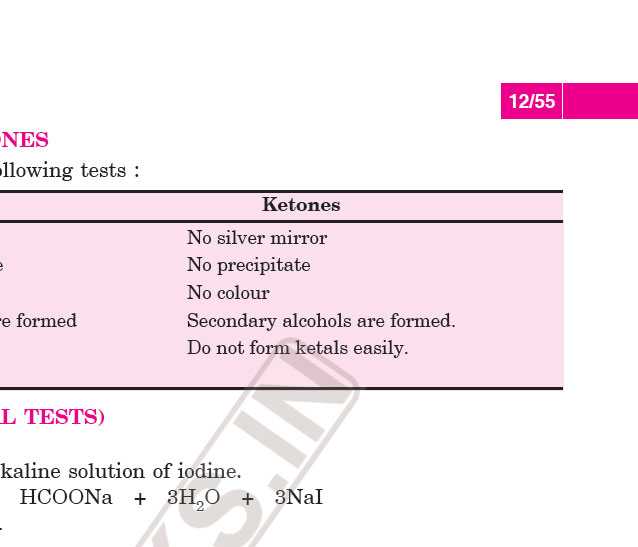 12/55
ONES
ollowing tests :
Ketones
No silver mirror
e No precipitate
No colour
re formed Secondary alcohols are formed.
Do not form ketals easily.
L TESTS)
kaline solution of iodine.
HCOONa + 3H₂O + 3NaI
.
S.IN